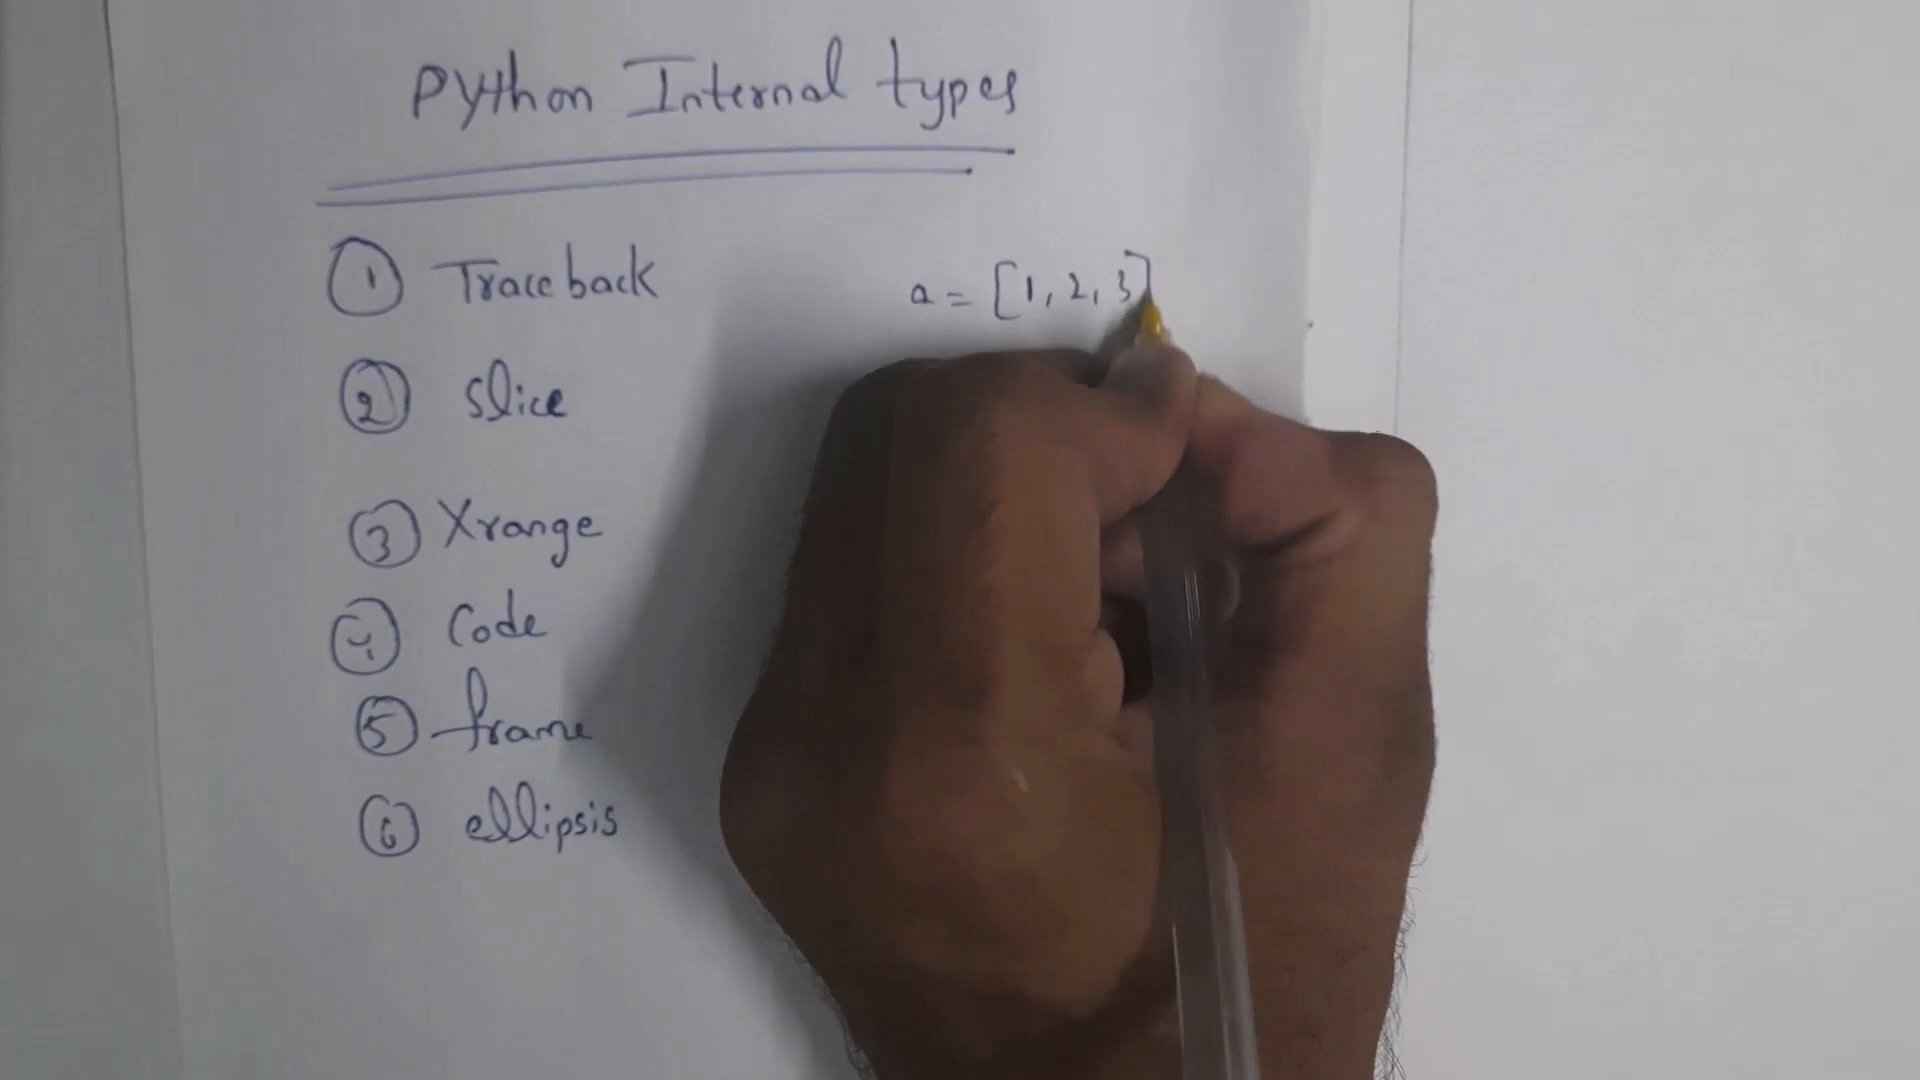 Python Internal types
① Traceback
a = [1, 2, 3]
② slice
③ Xrange
④ Code
⑤ frame
⑥ ellipsis